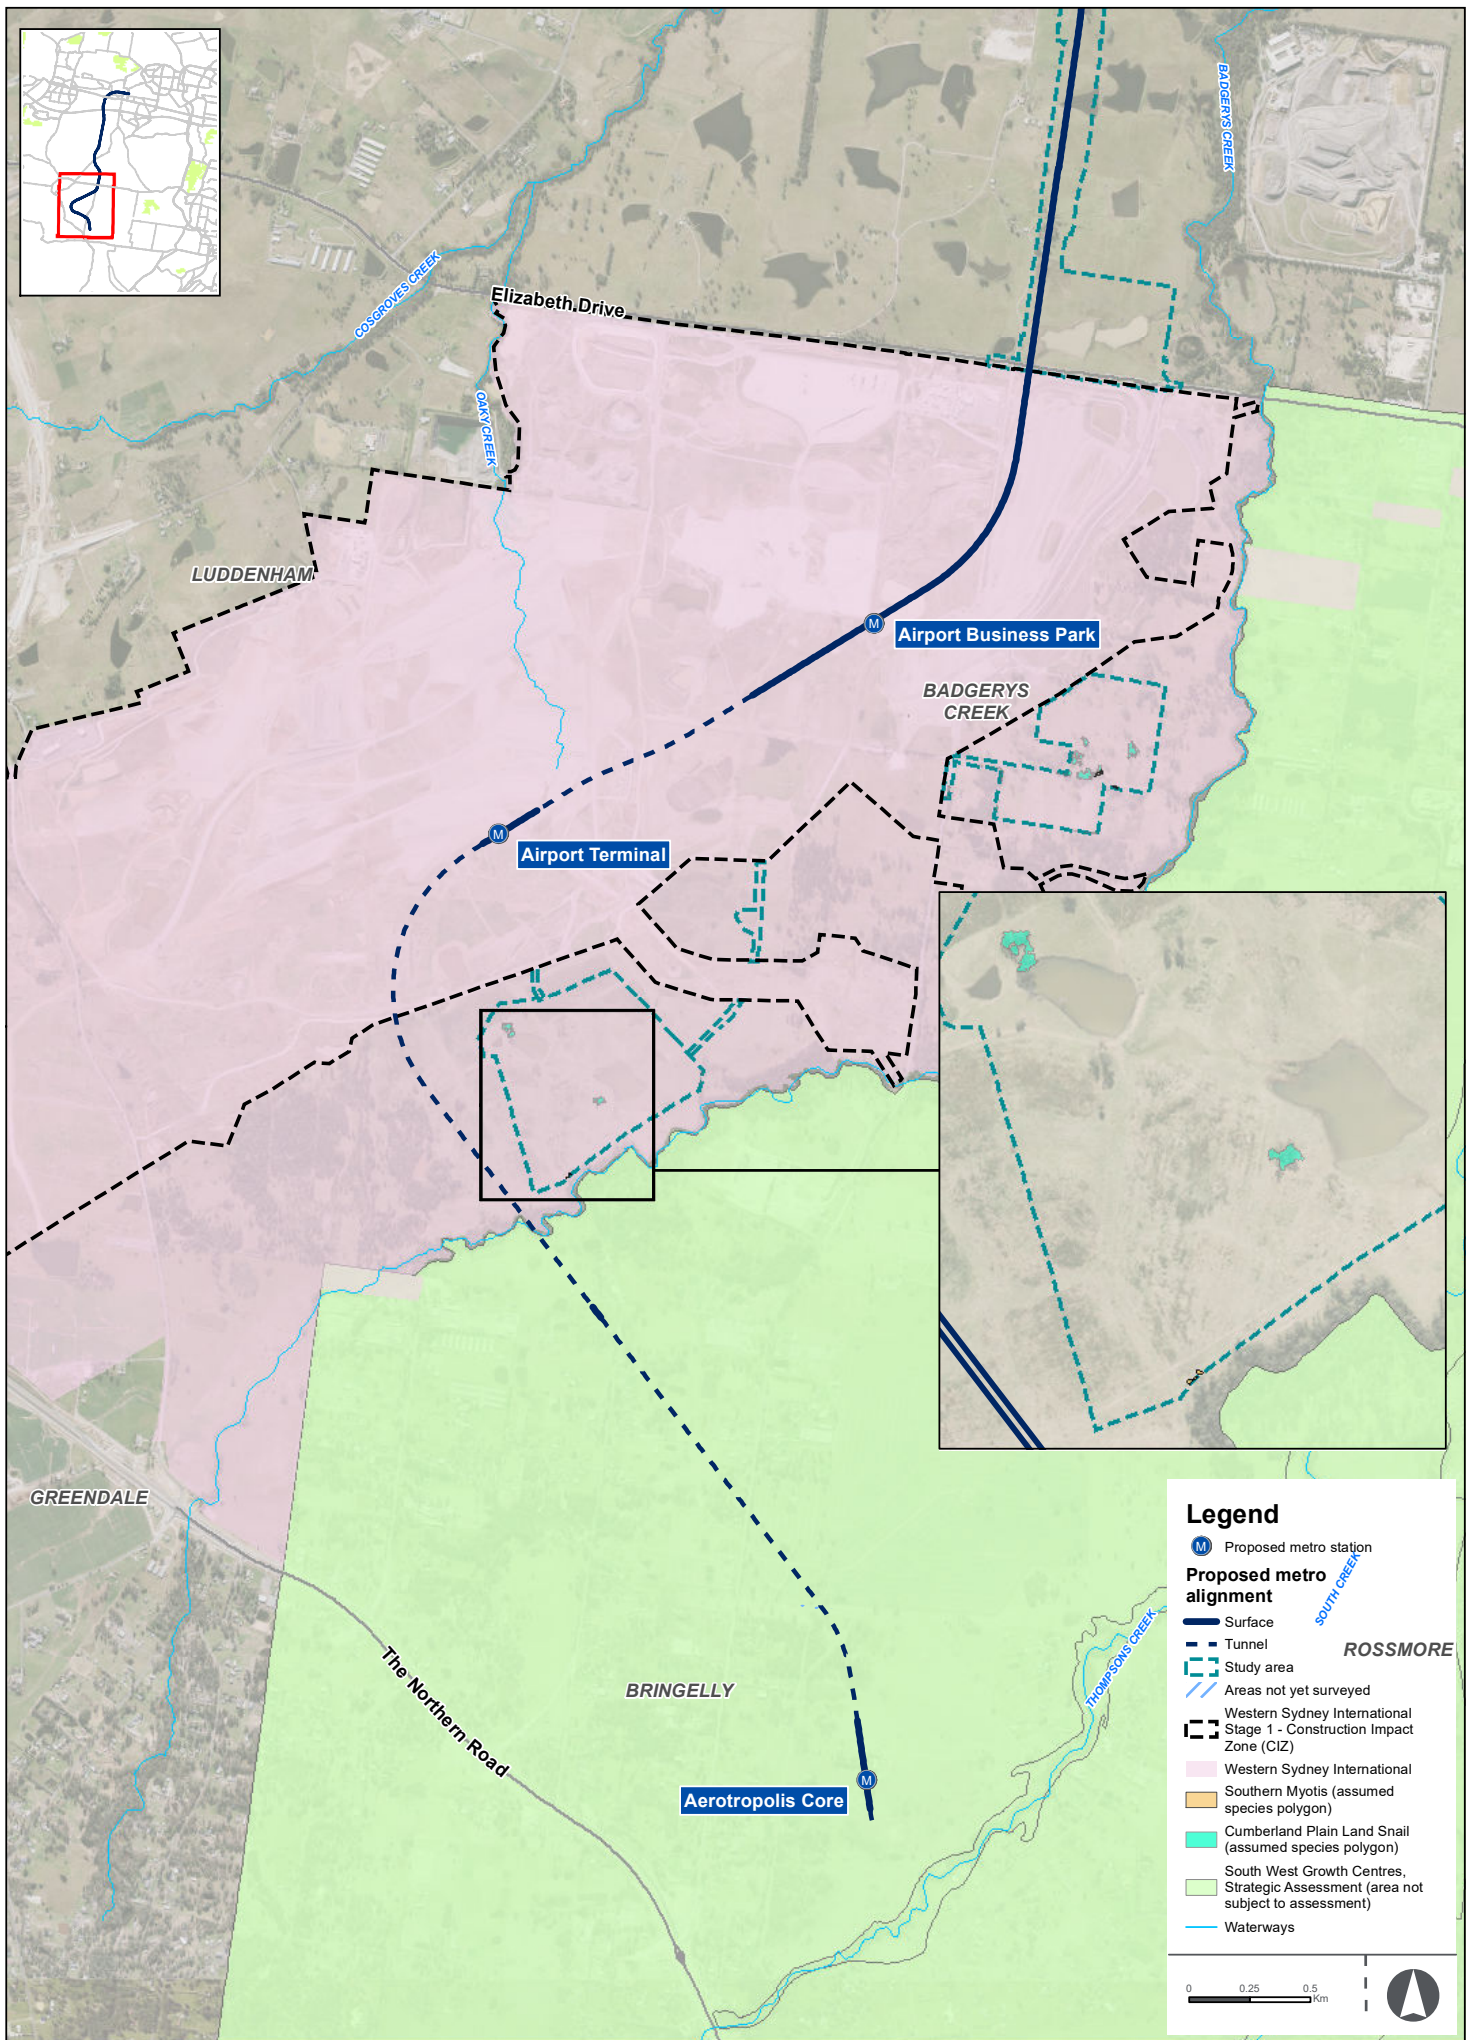 BADGERYS CREEK
COSGROVES CREEK
Elizabeth Drive
OAKY CREEK
LUDDENHAM
M
Airport Business Park
BADGERYS
CREEK
M
Airport Terminal
GREENDALE
The Northern Road
BRINGELLY
THOMPSONS CREEK
M
Aerotropolis Core
Legend
M Proposed metro station
Proposed metro
alignment
SOUTH CREEK
Surface
Tunnel
ROSSMORE
Study area
Areas not yet surveyed
Western Sydney International
Stage 1 - Construction Impact
Zone (CIZ)
Western Sydney International
Southern Myotis (assumed
species polygon)
Cumberland Plain Land Snail
(assumed species polygon)
South West Growth Centres,
Strategic Assessment (area not
subject to assessment)
Waterways
0 0.25 0.5
Km